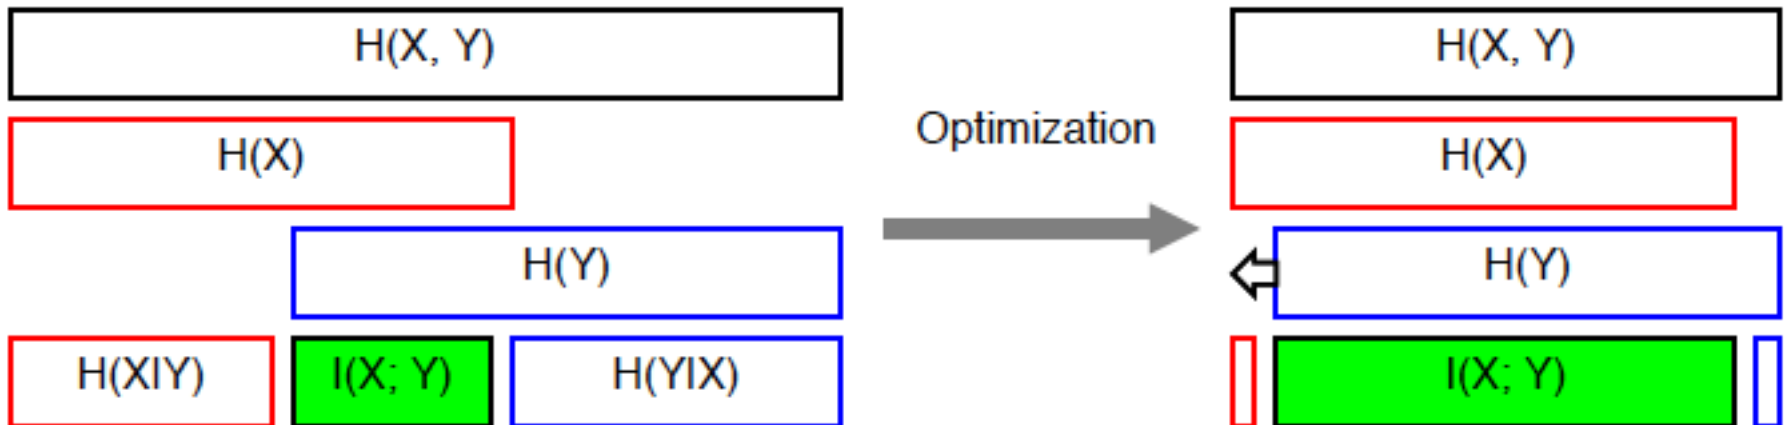 H(X, Y)
H(X)
H(Y)
H(X|Y)
I(X; Y)
H(Y|X)
Optimization
H(X, Y)
H(X)
H(Y)
I(X; Y)